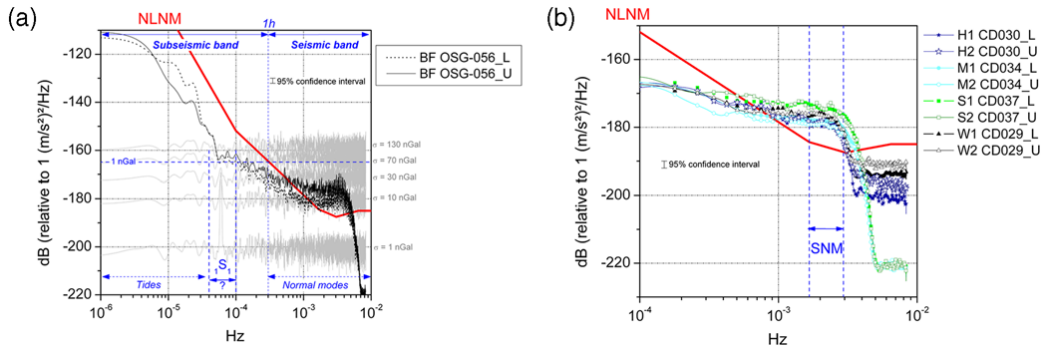 (a)
NLNM
1h
Subseismic band
Seismic band
BF OSG-056_L
BF OSG-056_U
95% confidence interval
-120
-140
-160
-180
-200
-220
dB (relative to 1 (m/s²)²/Hz)
1 nGal
σ = 130 nGal
σ = 70 nGal
σ = 30 nGal
σ = 10 nGal
σ = 1 nGal
₁S₁
?
Tides
Normal modes
10⁻⁶ 10⁻⁵ 10⁻⁴ 10⁻³ 10⁻²
Hz
(b)
NLNM
H1 CD030_L
H2 CD030_U
M1 CD034_L
M2 CD034_U
S1 CD037_L
S2 CD037_U
W1 CD029_L
W2 CD029_U
-160
-180
-200
-220
dB (relative to 1 (m/s²)²/Hz)
95% confidence interval
SNM
10⁻⁴ 10⁻³ 10⁻²
Hz